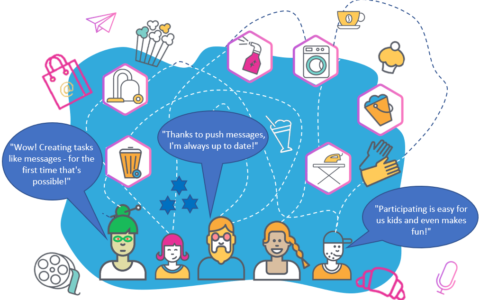 "Wow! Creating tasks
like messages - for the
first time that's
possible!"
"Thanks to push messages,
I'm always up to date!"
"Participating is easy for
us kids and even makes
fun!"
@